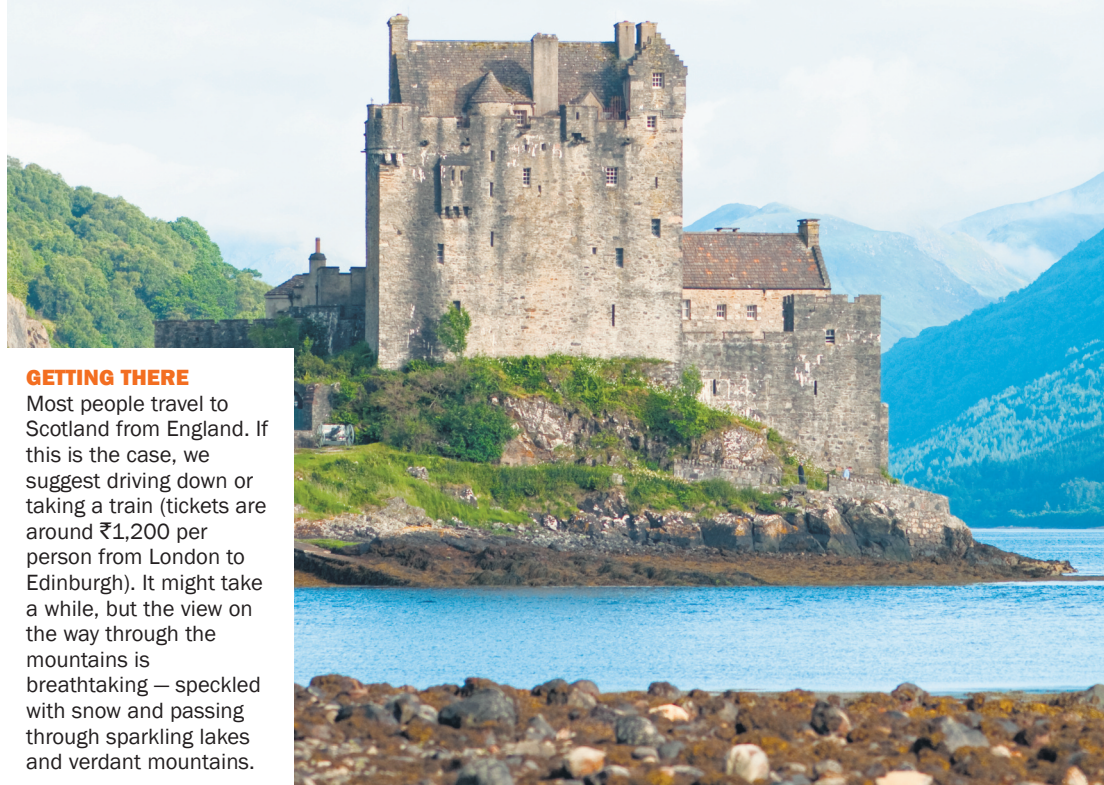 GETTING THERE
Most people travel to
Scotland from England. If
this is the case, we
suggest driving down or
taking a train (tickets are
around ₹1,200 per
person from London to
Edinburgh). It might take
a while, but the view on
the way through the
mountains is
breathtaking — speckled
with snow and passing
through sparkling lakes
and verdant mountains.